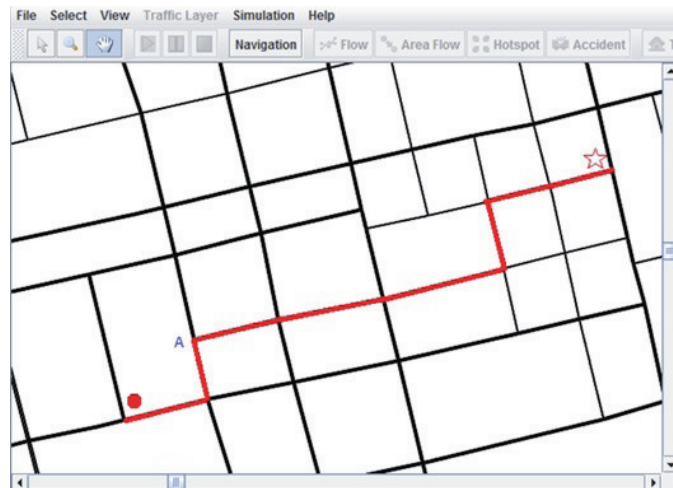 File Select View Traffic Layer Simulation Help
Navigation Flow Area Flow Hotspot Accident T
A